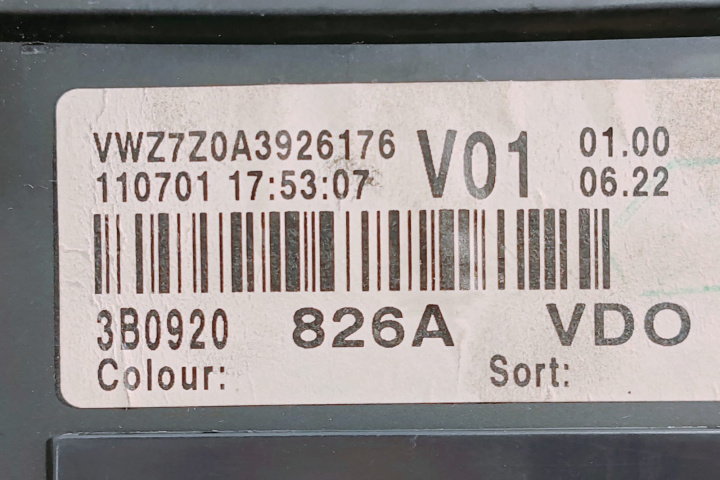 VWZ7Z0A3926176 V01 01.00
110701 17:53:07 06.22
3B0920 826A VDO
Colour: Sort: